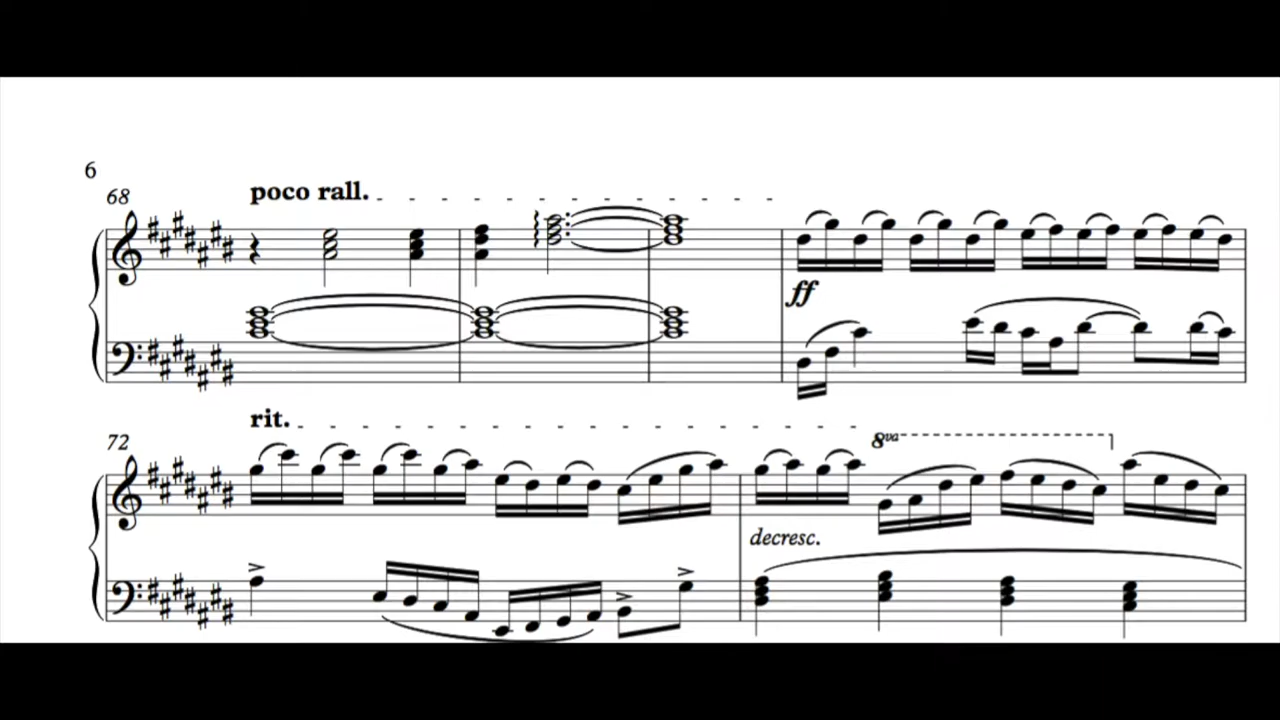 6
68
poco rall.
ff
rit.
72
8va
decresc.